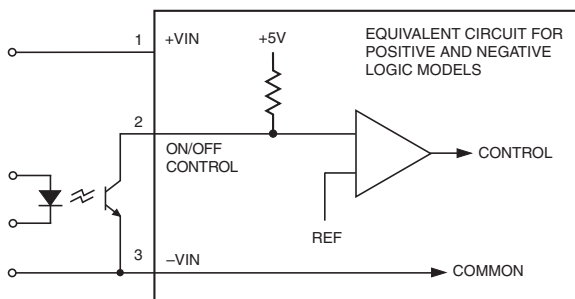 EQUIVALENT CIRCUIT FOR
POSITIVE AND NEGATIVE
LOGIC MODELS
1
+VIN
+5V
2
ON/OFF
CONTROL
CONTROL
REF
3
–VIN
COMMON